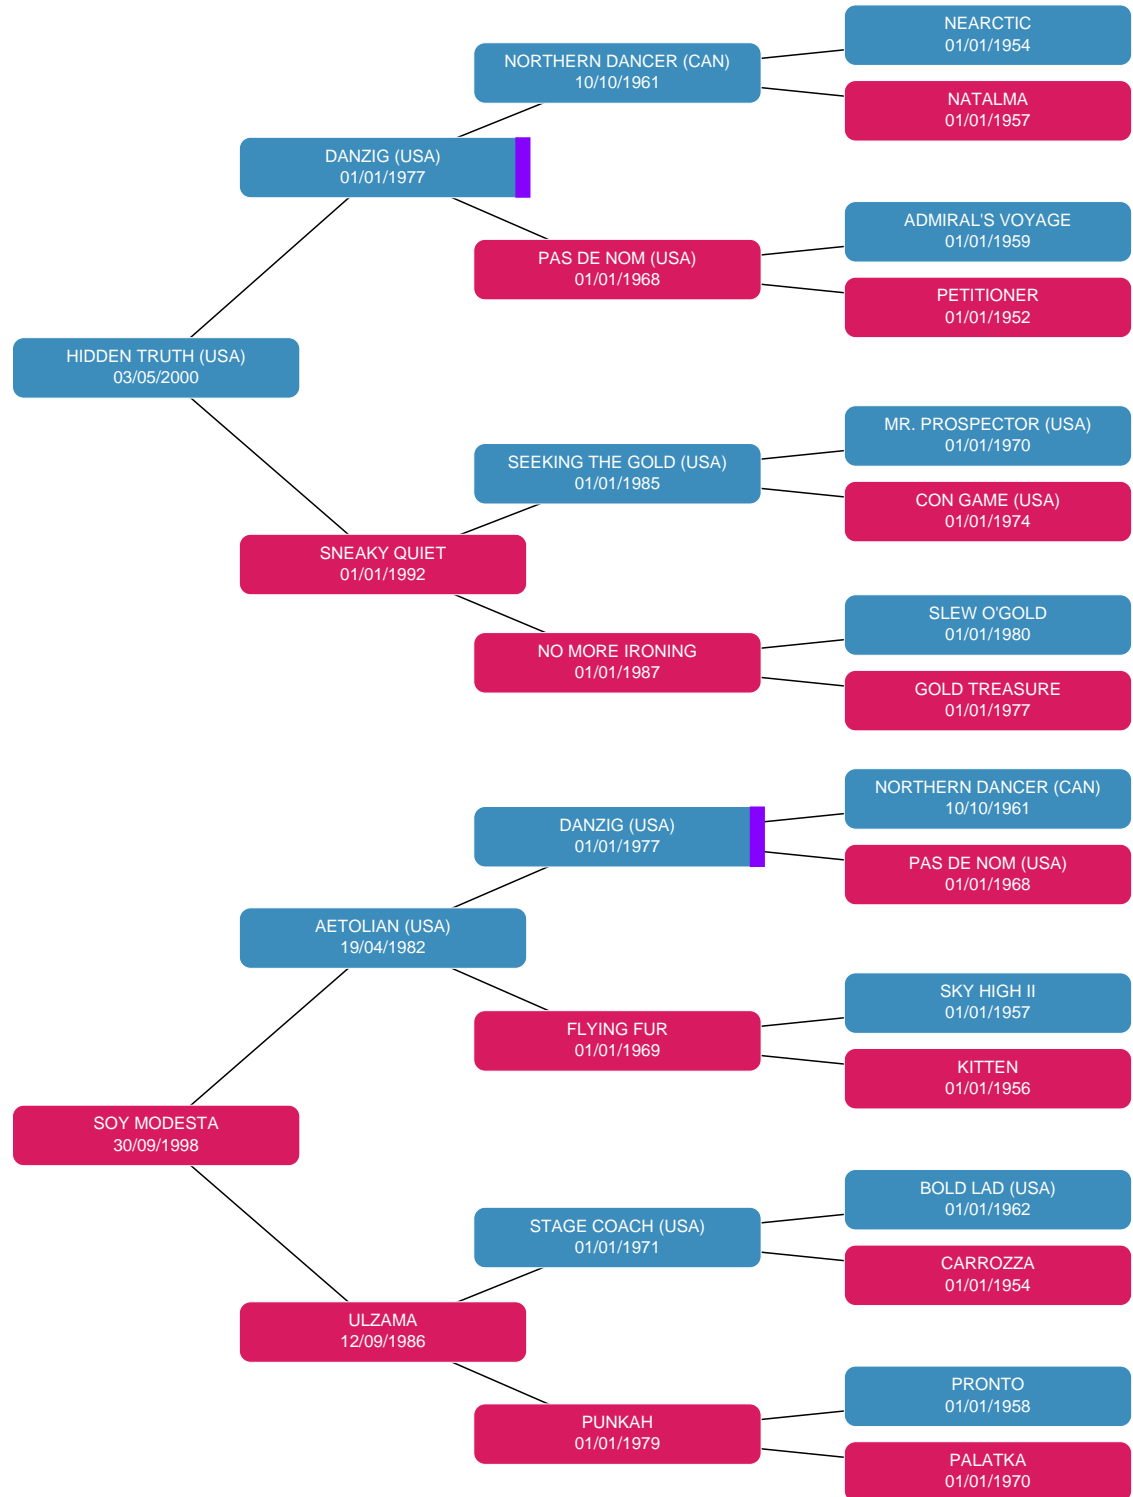 NEARCTIC
01/01/1954
NORTHERN DANCER (CAN)
10/10/1961
NATALMA
01/01/1957
DANZIG (USA)
01/01/1977
ADMIRAL'S VOYAGE
01/01/1959
PAS DE NOM (USA)
01/01/1968
PETITIONER
01/01/1952
HIDDEN TRUTH (USA)
03/05/2000
MR. PROSPECTOR (USA)
01/01/1970
SEEKING THE GOLD (USA)
01/01/1985
CON GAME (USA)
01/01/1974
SNEAKY QUIET
01/01/1992
SLEW O'GOLD
01/01/1980
NO MORE IRONING
01/01/1987
GOLD TREASURE
01/01/1977
NORTHERN DANCER (CAN)
10/10/1961
DANZIG (USA)
01/01/1977
PAS DE NOM (USA)
01/01/1968
AETOLIAN (USA)
19/04/1982
SKY HIGH II
01/01/1957
FLYING FUR
01/01/1969
KITTEN
01/01/1956
SOY MODESTA
30/09/1998
BOLD LAD (USA)
01/01/1962
STAGE COACH (USA)
01/01/1971
CARROZZA
01/01/1954
ULZAMA
12/09/1986
PRONTO
01/01/1958
PUNKAH
01/01/1979
PALATKA
01/01/1970